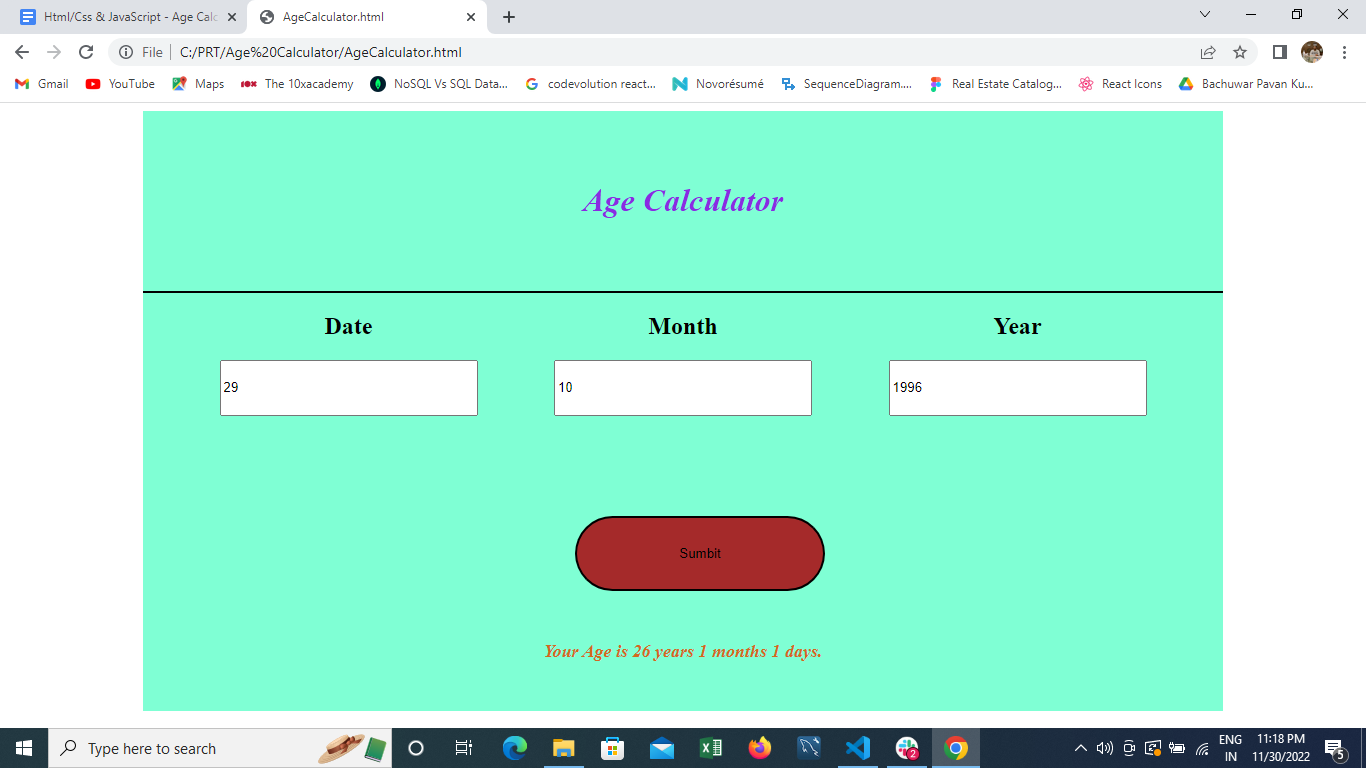 Html/Css & JavaScript - Age Calc
AgeCalculator.html
File
C:/PRT/Age%20Calculator/AgeCalculator.html
Gmail
YouTube
Maps
The 10xacademy
NoSQL Vs SQL Data...
codevolution react...
Novorésumé
SequenceDiagram....
Real Estate Catalog...
React Icons
Bachuwar Pavan Ku...
Age Calculator
Date Month Year
29 10 1996
Sumbit
Your Age is 26 years 1 months 1 days.
Type here to search
2
ENG
IN
11:18 PM
11/30/2022
5